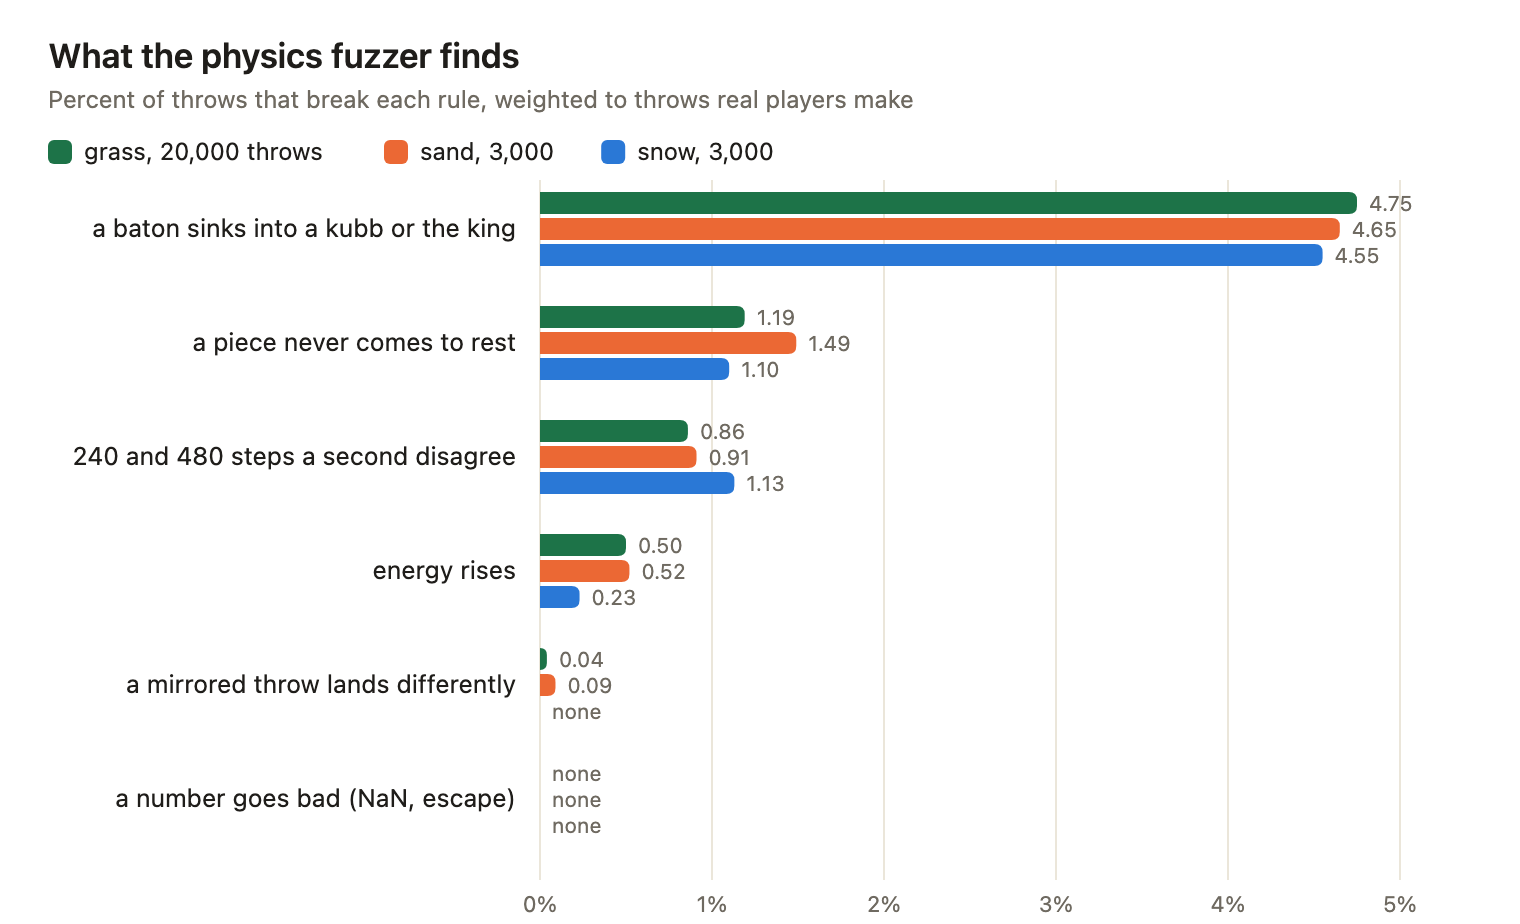 What the physics fuzzer finds
Percent of throws that break each rule, weighted to throws real players make
grass, 20,000 throws
sand, 3,000
snow, 3,000
a baton sinks into a kubb or the king
4.75
4.65
4.55
a piece never comes to rest
1.19
1.49
1.10
240 and 480 steps a second disagree
0.86
0.91
1.13
energy rises
0.50
0.52
0.23
a mirrored throw lands differently
0.04
0.09
none
a number goes bad (NaN, escape)
none
none
none
0% 1% 2% 3% 4% 5%